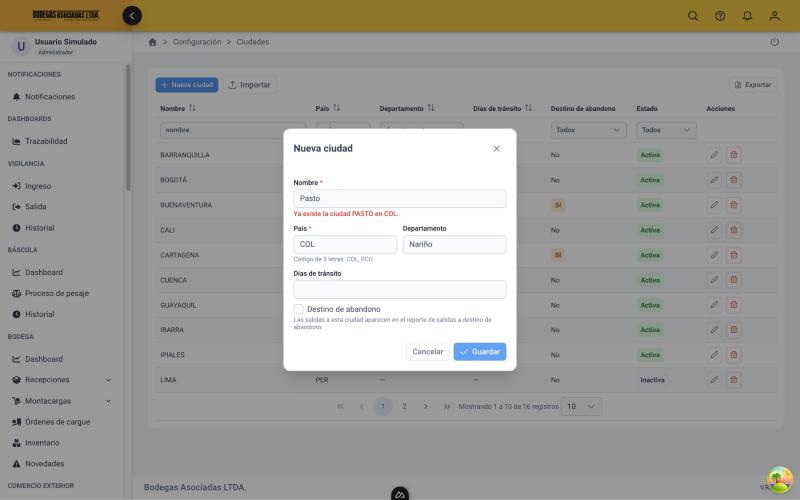 BODEGAS ASOCIADAS LTDA.
U
Usuario Simulado
Administrador
Configuración
Ciudades
NOTIFICACIONES
Notificaciones
DASHBOARDS
Trazabilidad
VIGILANCIA
Ingreso
Salida
Historial
BÁSCULA
Dashboard
Proceso de pesaje
Historial
BODEGA
Dashboard
Recepciones
Montacargas
Órdenes de cargue
Inventario
Novedades
COMERCIO EXTERIOR
+ Nueva ciudad
Importar
Exportar
Nombre País Departamento Días de tránsito Destino de abandono Estado Acciones
nombre Todos Todos
BARRANQUILLA No Activa
BOGOTÁ No Activa
BUENAVENTURA Sí Activa
CALI No Activa
CARTAGENA Sí Activa
CUENCA No Activa
GUAYAQUIL No Activa
IBARRA No Activa
IPIALES No Activa
LIMA PER — — No Inactiva
« ‹ 1 2 › » Mostrando 1 a 10 de 16 registros 10
Nueva ciudad
Nombre *
Pasto
Ya existe la ciudad PASTO en COL.
País * Departamento
COL Nariño
Código de 3 letras: COL, ECU.
Días de tránsito
Destino de abandono
Las salidas a esta ciudad aparecen en el reporte de salidas a destino de
abandono.
Cancelar Guardar
Bodegas Asociadas LTDA.